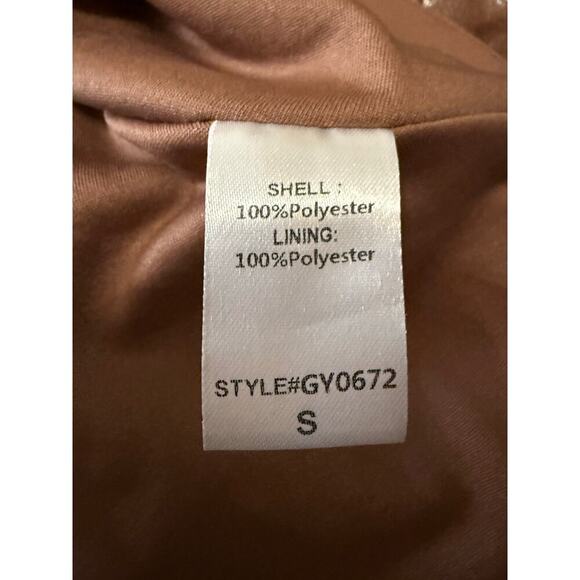 SHELL :
100%Polyester
LINING:
100%Polyester
STYLE#GY0672
S